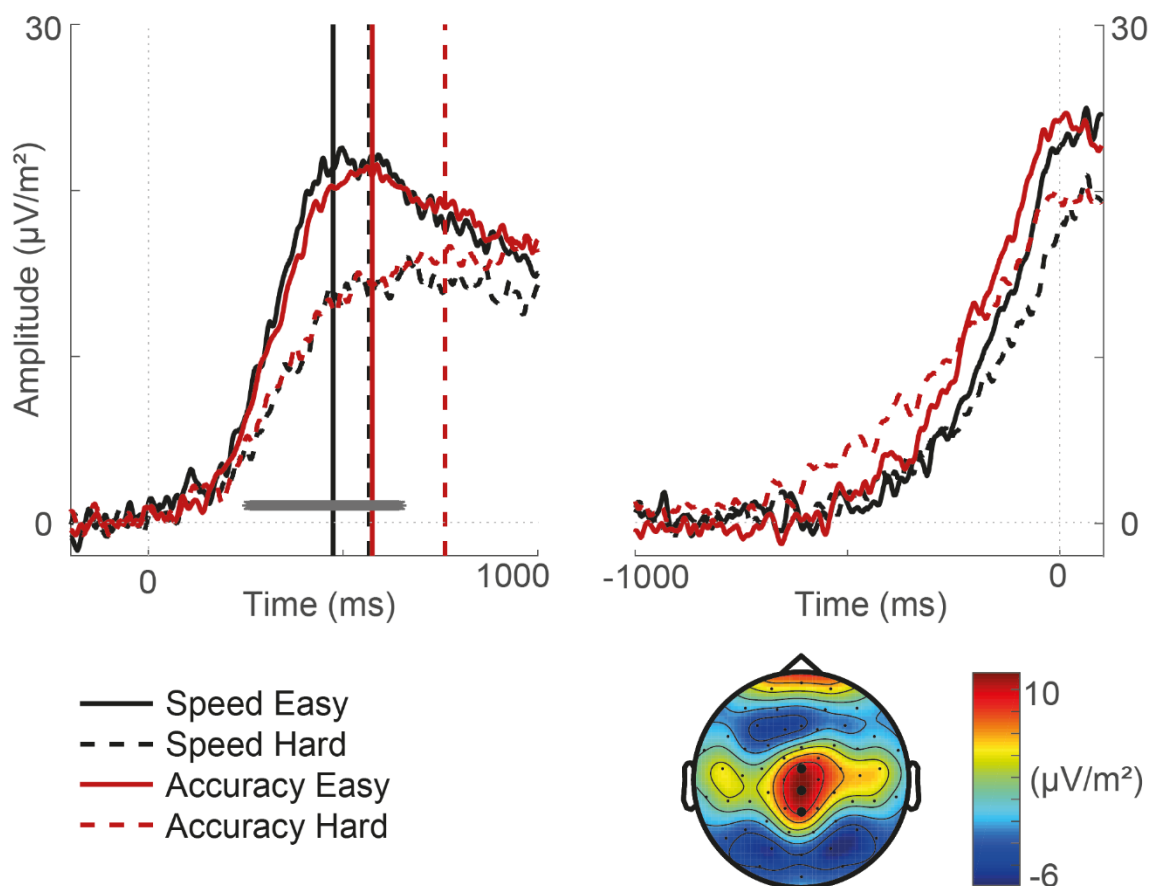 30
Amplitude (µV/m²)
0
0
1000
Time (ms)
30
0
-1000
0
Time (ms)
Speed Easy
Speed Hard
Accuracy Easy
Accuracy Hard
10
(µV/m²)
-6